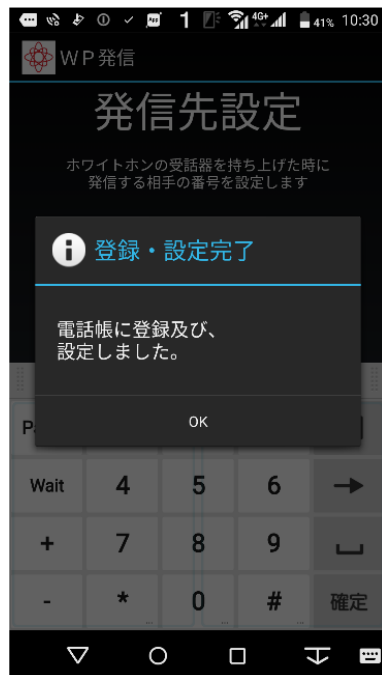 1 4G+ 41% 10:30
WP発信
発信先設定
ホワイトホンの受話器を持ち上げた時に
発信する相手の番号を設定します
登録・設定完了
電話帳に登録及び、
設定しました。
OK
Wait 4 5 6
+ 7 8 9
- * 0 # 確定